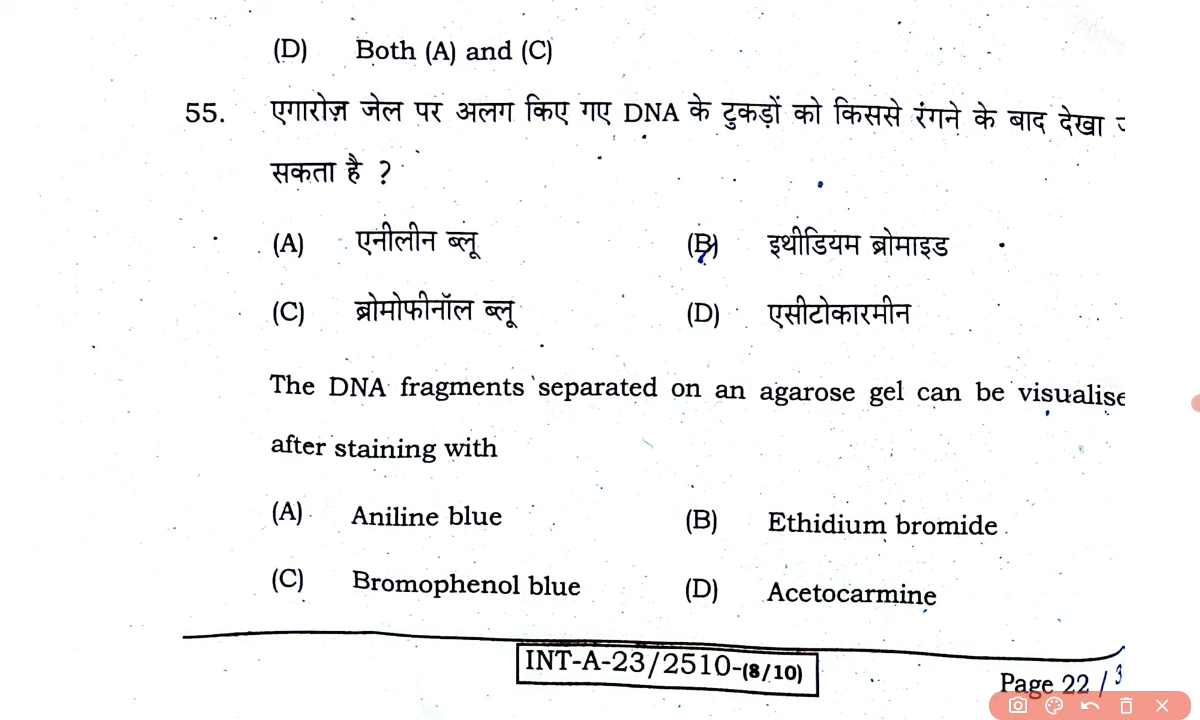 (D) Both (A) and (C)
55. एगारोज़ जेल पर अलग किए गए DNA के टुकड़ों को किससे रंगने के बाद देखा
सकता है ?
(A) एनीलीन ब्लू (B) इथीडियम ब्रोमाइड
(C) ब्रोमोफीनॉल ब्लू (D) एसीटोकारमीन
The DNA fragments separated on an agarose gel can be visualise
after staining with
(A) Aniline blue (B) Ethidium bromide
(C) Bromophenol blue (D) Acetocarmine
INT-A-23/2510-(8/10)
Page 22 / 3